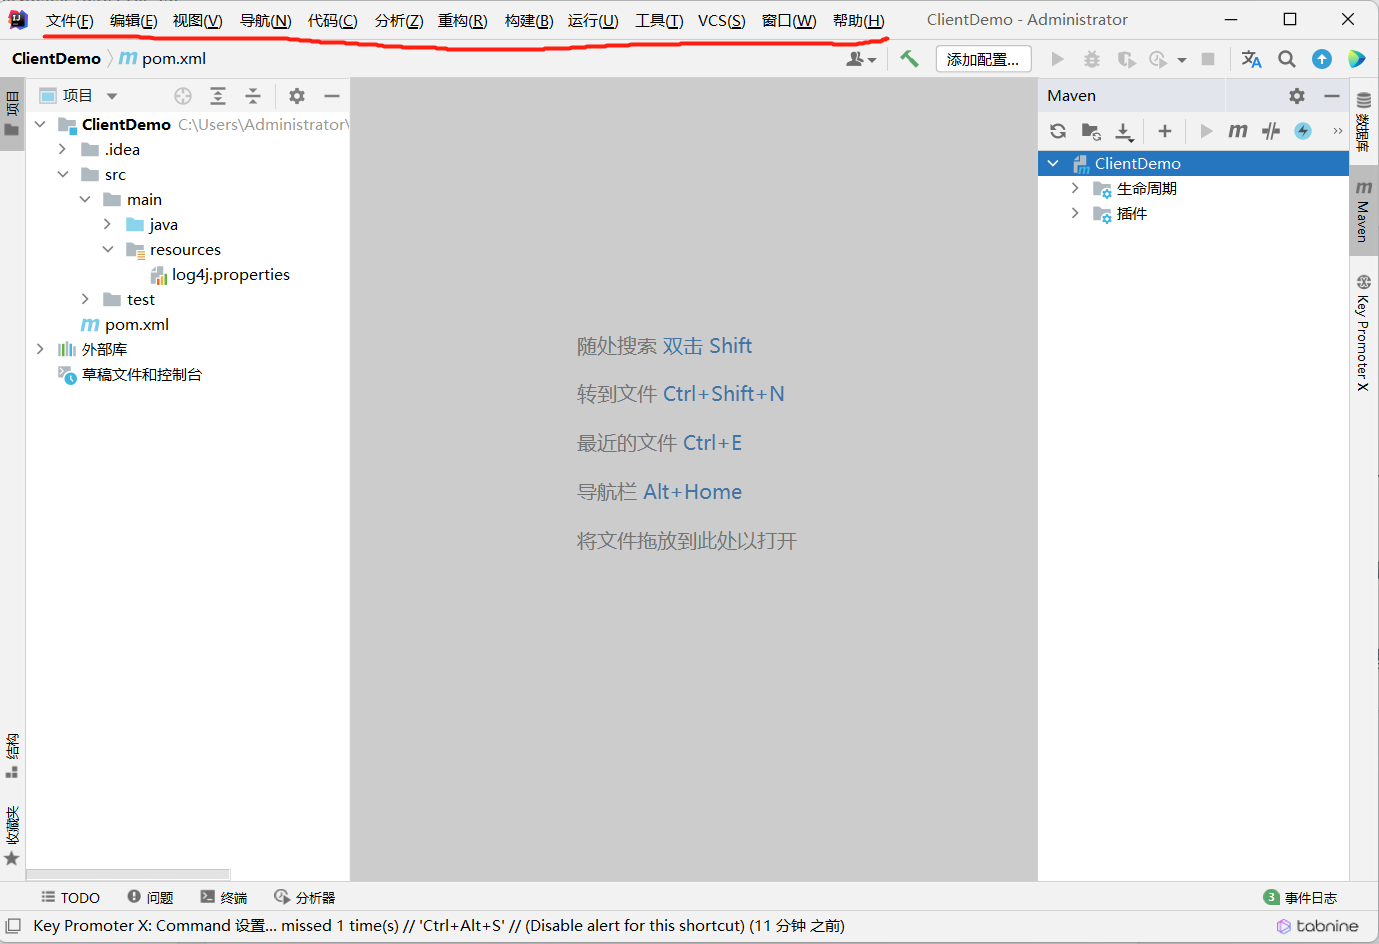 文件(F) 编辑(E) 视图(V) 导航(N) 代码(C) 分析(Z) 重构(R) 构建(B) 运行(U) 工具(T) VCS(S) 窗口(W) 帮助(H) ClientDemo - Administrator
ClientDemo pom.xml 添加配置...
项目
项目
ClientDemo C:\Users\Administrator\
.idea
src
main
java
resources
log4j.properties
test
pom.xml
外部库
草稿文件和控制台
结构
收藏夹
随处搜索 双击 Shift
转到文件 Ctrl+Shift+N
最近的文件 Ctrl+E
导航栏 Alt+Home
将文件拖放到此处以打开
Maven
ClientDemo
生命周期
插件
数据库
Maven
Key Promoter X
TODO 问题 终端 分析器 3 事件日志
Key Promoter X: Command 设置... missed 1 time(s) // 'Ctrl+Alt+S' // (Disable alert for this shortcut) (11 分钟 之前) tabnine